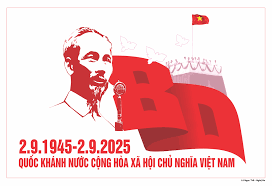 80
2.9.1945-2.9.2025
QUỐC KHÁNH NƯỚC CỘNG HÒA XÃ HỘI CHỦ NGHĨA VIỆT NAM